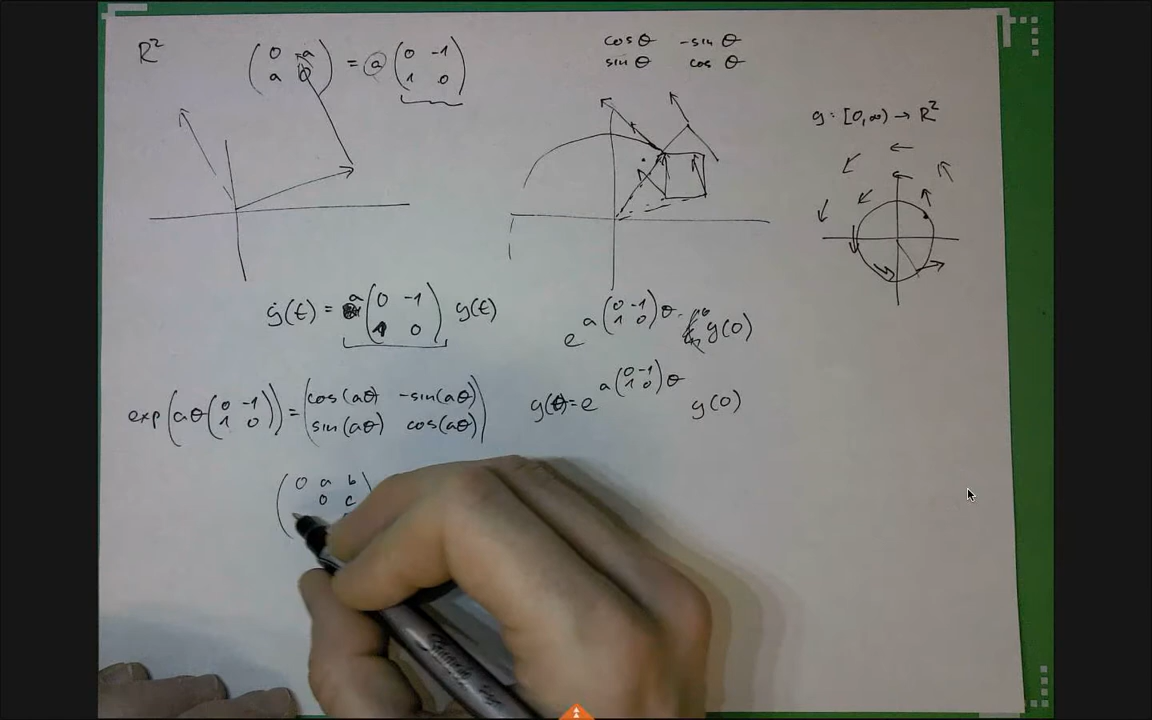 R²
( 0 -a
a 0 ) = a ( 0 -1
1 0 )
cos θ -sin θ
sin θ cos θ
g : [0,∞) → R²
ġ(t) = a ( 0 -1
1 0 ) g(t)
e^{a ( 0 -1
1 0 ) θ} · g(0)
exp( aθ ( 0 -1
1 0 ) ) = ( cos(aθ) -sin(aθ)
sin(aθ) cos(aθ) )
g(θ = e^{a ( 0 -1
1 0 ) θ} g(0)
( 0 a b
0 c